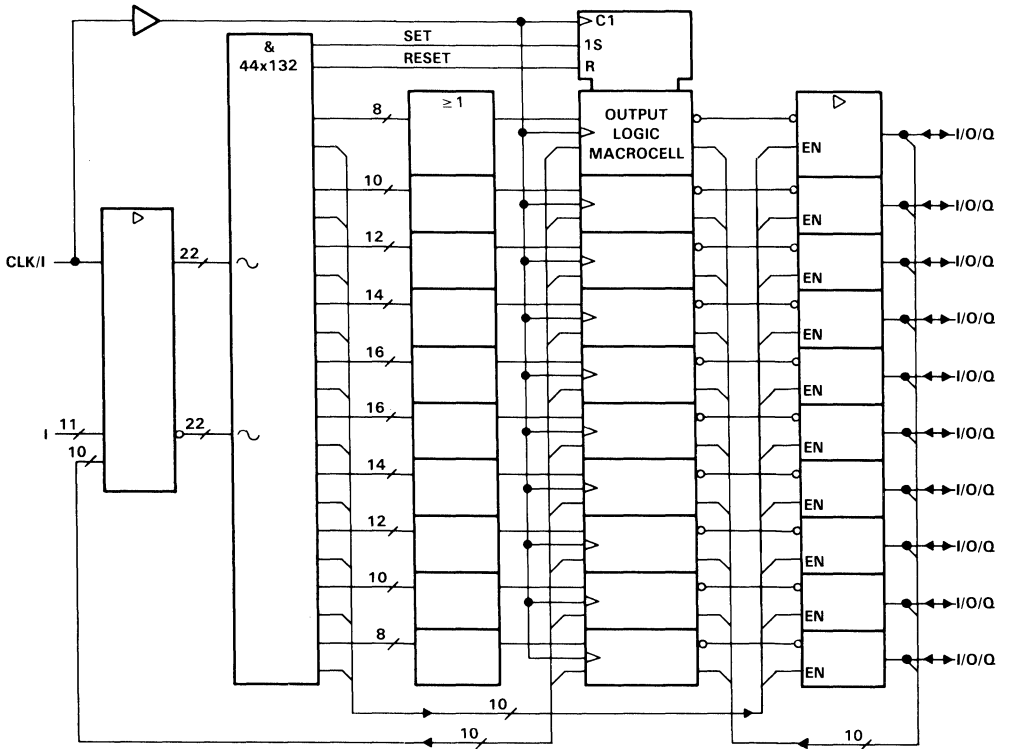 C1
SET
1S
RESET
R
&
44x132
≥ 1
8
OUTPUT
LOGIC
MACROCELL
EN
I/O/Q
10
EN
I/O/Q
12
EN
I/O/Q
CLK/I
22
14
EN
I/O/Q
16
EN
I/O/Q
16
EN
I/O/Q
I
11
22
10
14
EN
I/O/Q
12
EN
I/O/Q
10
EN
I/O/Q
8
EN
I/O/Q
10
10
10